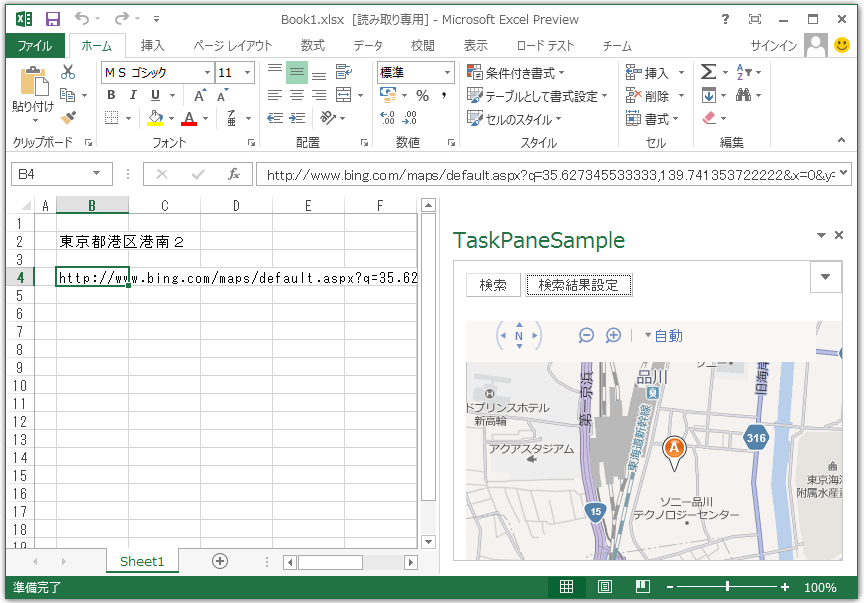 Book1.xlsx [読み取り専用] - Microsoft Excel Preview
ファイル ホーム 挿入 ページ レイアウト 数式 データ 校閲 表示 ロード テスト チーム サインイン
貼り付け
ＭＳ ゴシック 11
B I U A A
A
標準
% ,
条件付き書式
テーブルとして書式設定
セルのスタイル
挿入
削除
書式
Σ
クリップボード フォント 配置 数値 スタイル セル 編集
B4 fx http://www.bing.com/maps/default.aspx?q=35.627345533333,139.741353722222&x=0&y=
A B C D E F
1
2 東京都港区港南２
3
4 http://www.bing.com/maps/default.aspx?q=35.62
5
6
7
8
9
10
11
12
13
14
15
16
17
18
19
TaskPaneSample
検索 検索結果設定
N 自動
品川
第一京浜
旧海岸
ソニー
ドプリンスホテル
新高輪
東海道新幹線
アクアスタジアム
A
316
東京海
附属水産
ソニー品川
テクノロジーセンター
15
Sheet1
準備完了 100%